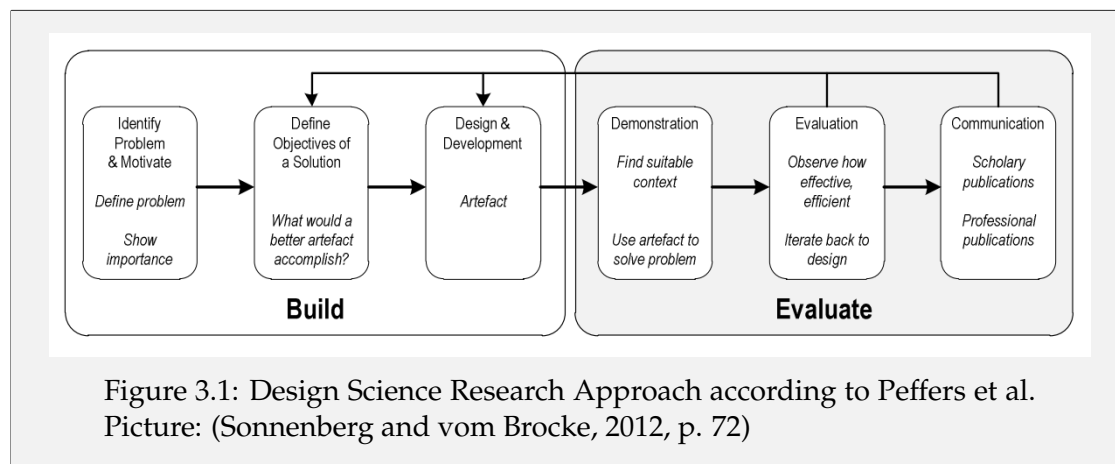 Identify
Problem
& Motivate
Define problem
Show
importance
Define
Objectives of
a Solution
What would a
better artefact
accomplish?
Design &
Development
Artefact
Build
Demonstration
Find suitable
context
Use artefact to
solve problem
Evaluation
Observe how
effective,
efficient
Iterate back to
design
Communication
Scholary
publications
Professional
publications
Evaluate
Figure 3.1: Design Science Research Approach according to Peffers et al.
Picture: (Sonnenberg and vom Brocke, 2012, p. 72)